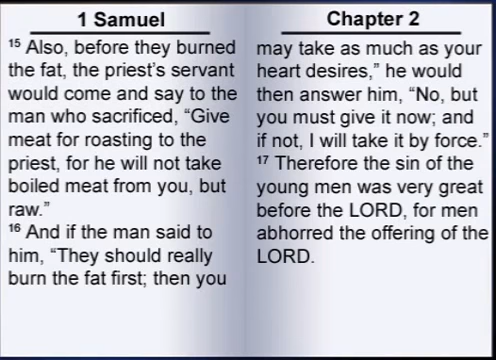 1 Samuel
¹⁵ Also, before they burned
the fat, the priest's servant
would come and say to the
man who sacrificed, “Give
meat for roasting to the
priest, for he will not take
boiled meat from you, but
raw.”
¹⁶ And if the man said to
him, “They should really
burn the fat first; then you
Chapter 2
may take as much as your
heart desires,” he would
then answer him, “No, but
you must give it now; and
if not, I will take it by force.”
¹⁷ Therefore the sin of the
young men was very great
before the LORD, for men
abhorred the offering of the
LORD.